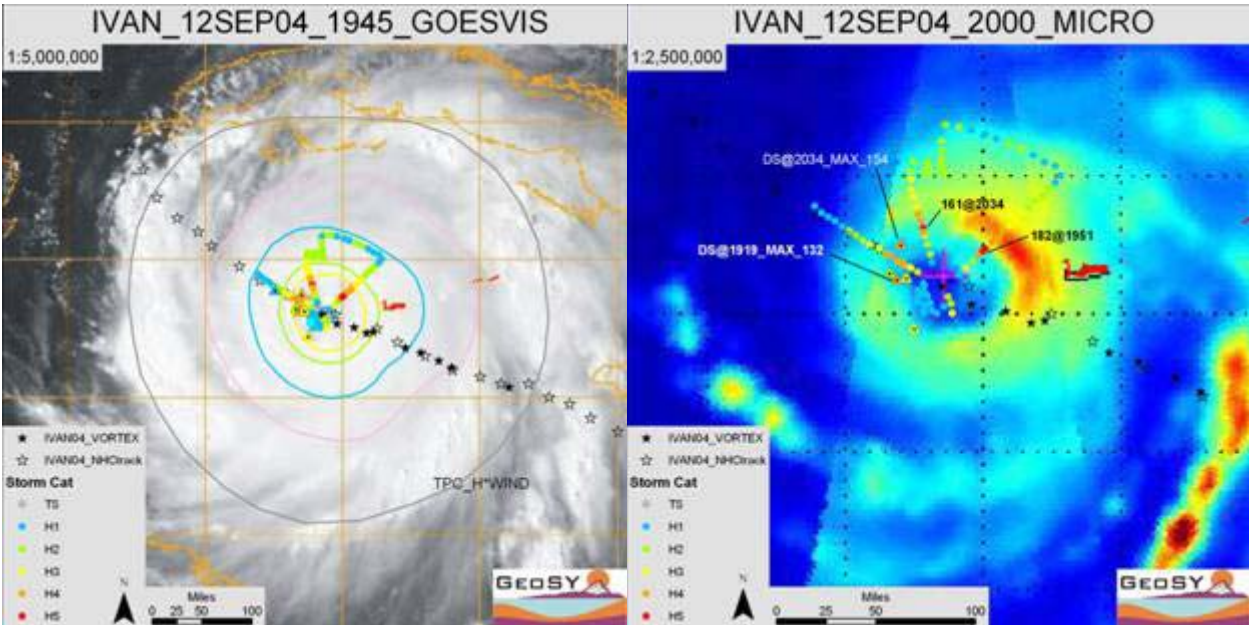 IVAN_12SEP04_1945_GOESVIS
1:5,000,000
TPC_H*WIND
IVAN04_VORTEX
IVAN04_NHCtrack
Storm Cat
TS
H1
H2
H3
H4
H5
N
Miles
0 25 50 100
GEOSY
IVAN_12SEP04_2000_MICRO
1:2,500,000
DS@2034_MAX_154
161@2034
182@1951
DS@1919_MAX_132
IVAN04_VORTEX
IVAN04_NHCtrack
Storm Cat
TS
H1
H2
H3
H4
H5
N
Miles
0 25 50 100
GEOSY